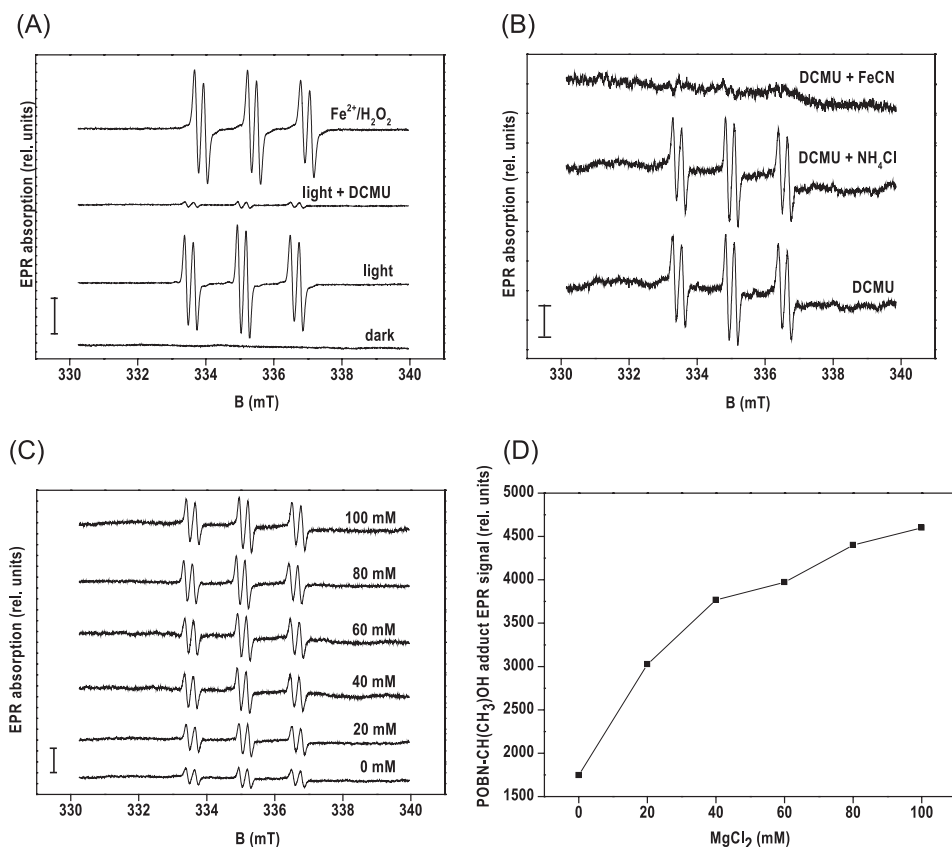 (A)
EPR absorption (rel. units)
Fe²⁺/H₂O₂
light + DCMU
light
dark
330 332 334 336 338 340
B (mT)
(B)
EPR absorption (rel. units)
DCMU + FeCN
DCMU + NH₄Cl
DCMU
330 332 334 336 338 340
B (mT)
(C)
EPR absorption (rel. units)
100 mM
80 mM
60 mM
40 mM
20 mM
0 mM
330 332 334 336 338 340
B (mT)
(D)
POBN-CH(CH₃)OH adduct EPR signal (rel. units)
5000
4500
4000
3500
3000
2500
2000
1500
0 20 40 60 80 100
MgCl₂ (mM)